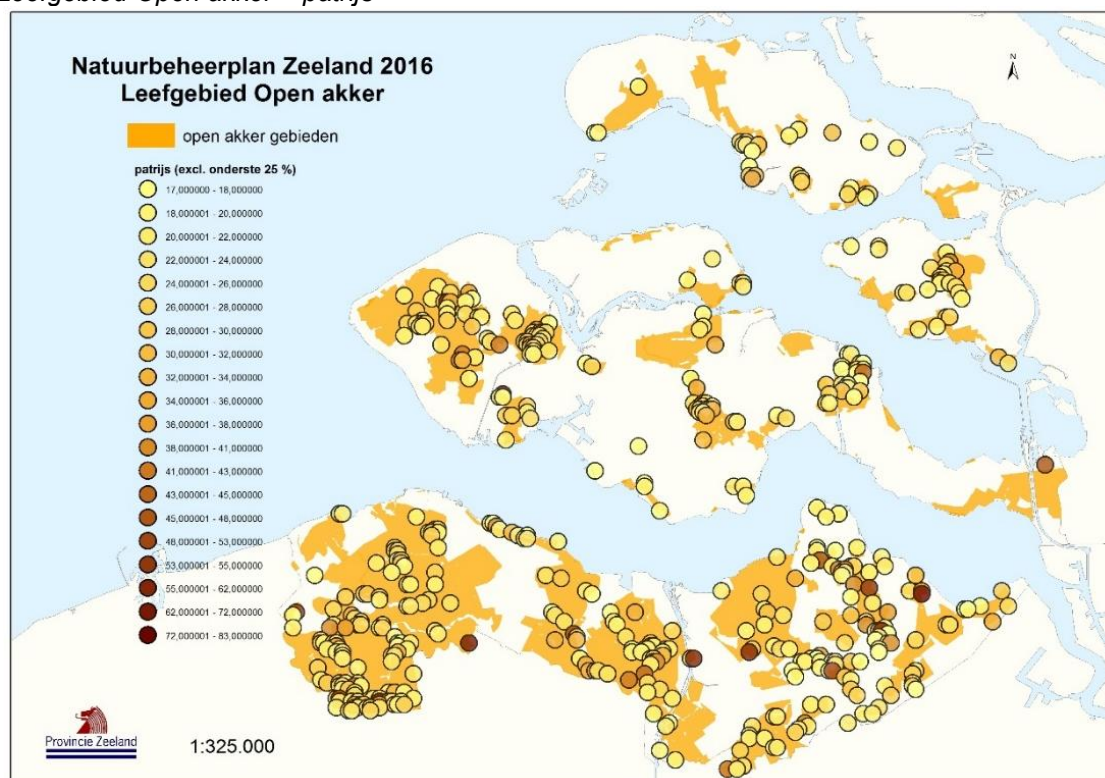 Leefgebied Open akker - patrijs
Natuurbeheerplan Zeeland 2016
Leefgebied Open akker
N
open akker gebieden
patrijs (excl. onderste 25 %)
17,000000 - 18,000000
18,000001 - 20,000000
20,000001 - 22,000000
22,000001 - 24,000000
24,000001 - 26,000000
26,000001 - 28,000000
28,000001 - 30,000000
30,000001 - 32,000000
32,000001 - 34,000000
34,000001 - 36,000000
36,000001 - 38,000000
38,000001 - 41,000000
41,000001 - 43,000000
43,000001 - 45,000000
45,000001 - 48,000000
48,000001 - 53,000000
53,000001 - 55,000000
55,000001 - 62,000000
62,000001 - 72,000000
72,000001 - 83,000000
Provincie Zeeland
1:325.000